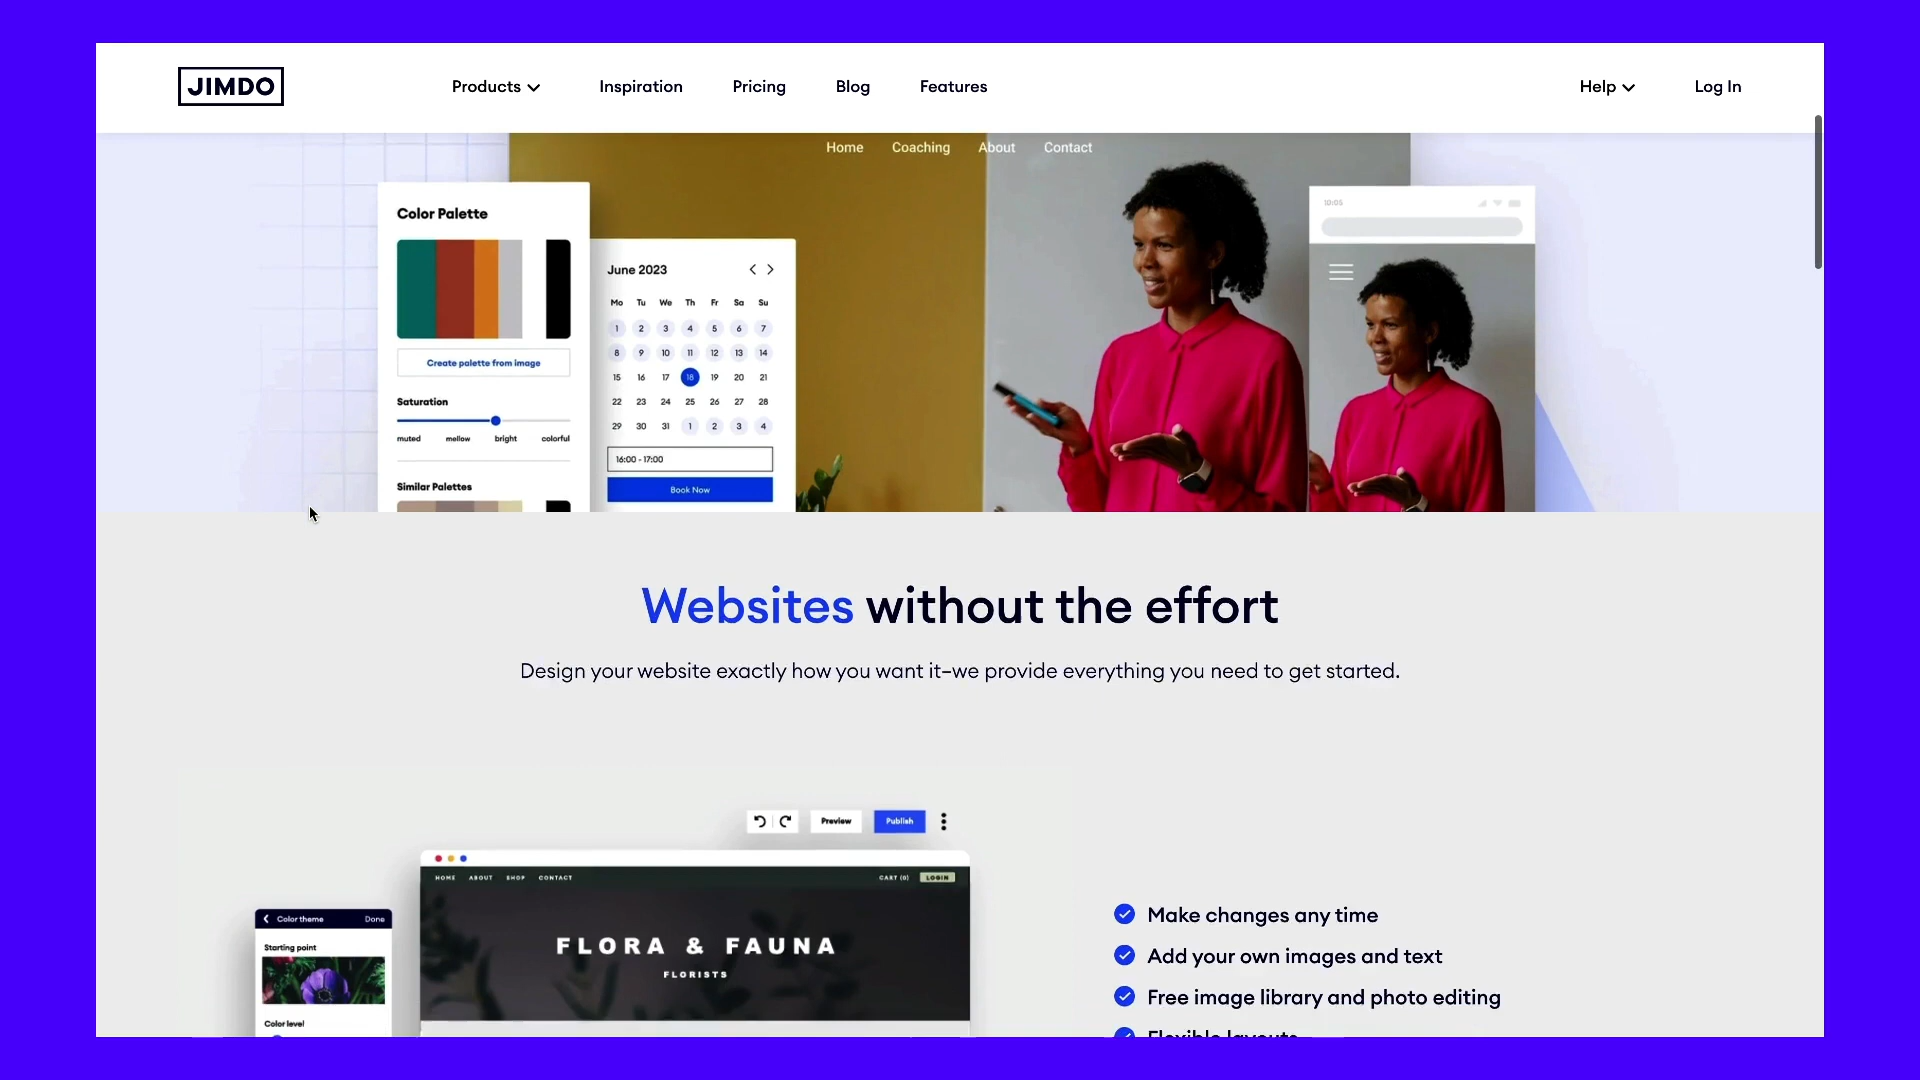 JIMDO
Products
Inspiration
Pricing
Blog
Features
Help
Log In
Home
Coaching
About
Contact
Color Palette
Create palette from image
Saturation
muted mellow bright colorful
Similar Palettes
June 2023
Mo Tu We Th Fr Sa Su
1 2 3 4 5 6 7
8 9 10 11 12 13 14
15 16 17 18 19 20 21
22 23 24 25 26 27 28
29 30 31 1 2 3 4
16:00 - 17:00
Book Now
10:05
Websites without the effort
Design your website exactly how you want it–we provide everything you need to get started.
Preview
Publish
HOME ABOUT SHOP CONTACT
CART (0)
LOGIN
FLORA & FAUNA
FLORISTS
Color theme
Done
Starting point
Color level
Make changes any time
Add your own images and text
Free image library and photo editing
Flexible layouts